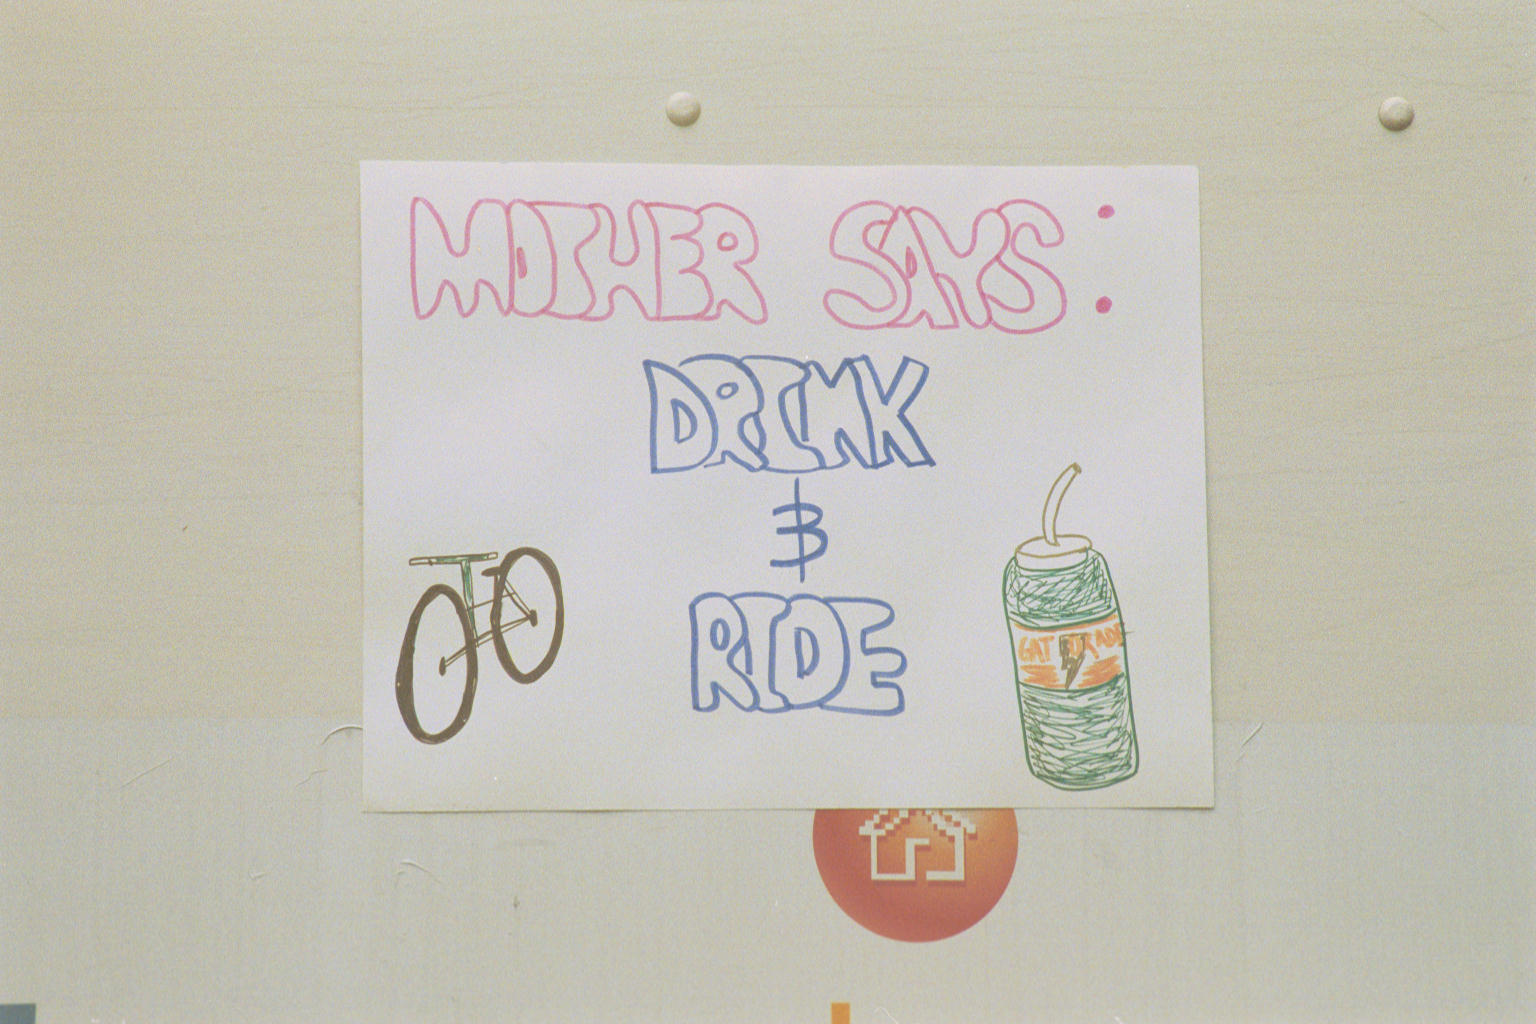 MOTHER SAYS:
DRINK
&
RIDE
GATORADE